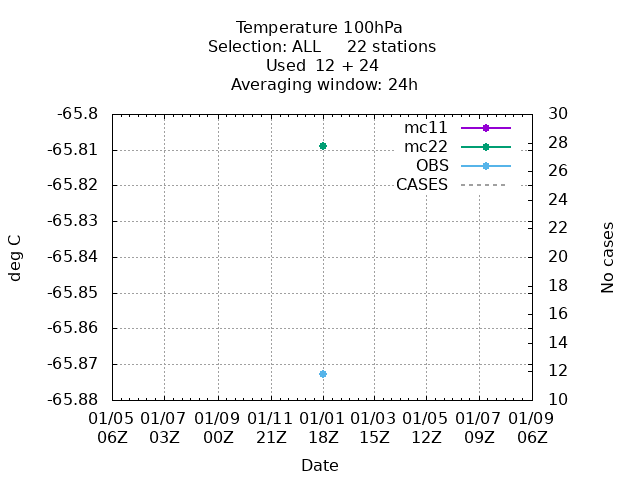 Temperature 100hPa
Selection: ALL     22 stations
Used  12 + 24
Averaging window: 24h
-65.8
-65.81
-65.82
-65.83
-65.84
-65.85
-65.86
-65.87
-65.88
deg C
mc11
mc22
OBS
CASES
30
28
26
24
22
20
18
16
14
12
10
No cases
01/05 01/07 01/09 01/11 01/01 01/03 01/05 01/07 01/09
06Z 03Z 00Z 21Z 18Z 15Z 12Z 09Z 06Z
Date